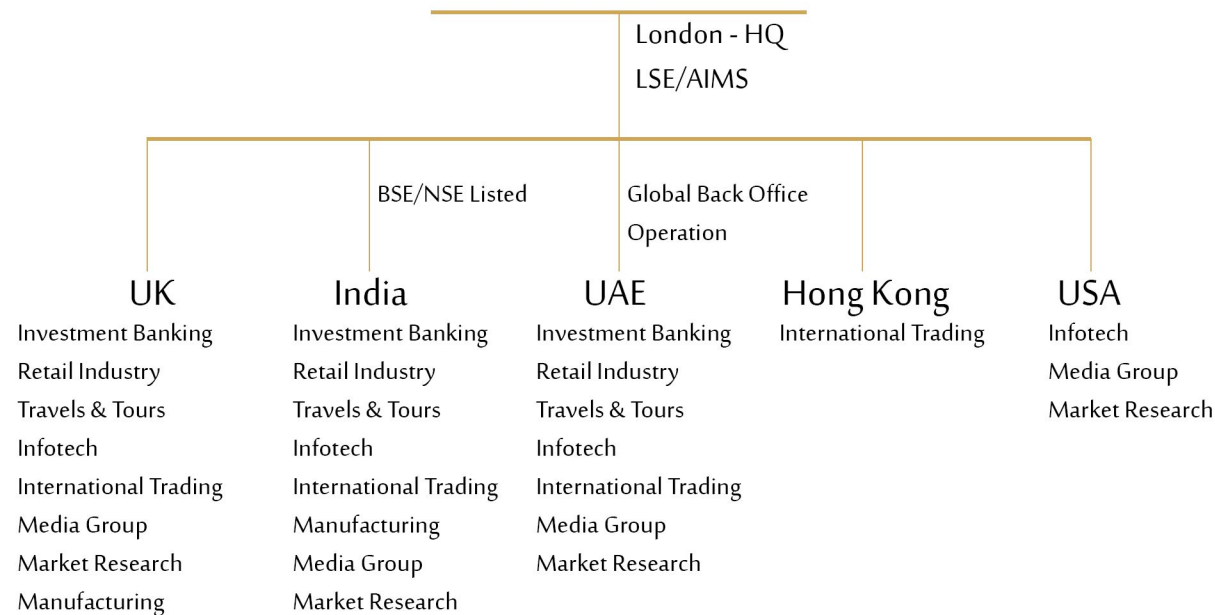 London - HQ
LSE/AIMS
BSE/NSE Listed
Global Back Office
Operation
UK
Investment Banking
Retail Industry
Travels & Tours
Infotech
International Trading
Media Group
Market Research
Manufacturing
India
Investment Banking
Retail Industry
Travels & Tours
Infotech
International Trading
Manufacturing
Media Group
Market Research
UAE
Investment Banking
Retail Industry
Travels & Tours
Infotech
International Trading
Media Group
Market Research
Hong Kong
International Trading
USA
Infotech
Media Group
Market Research